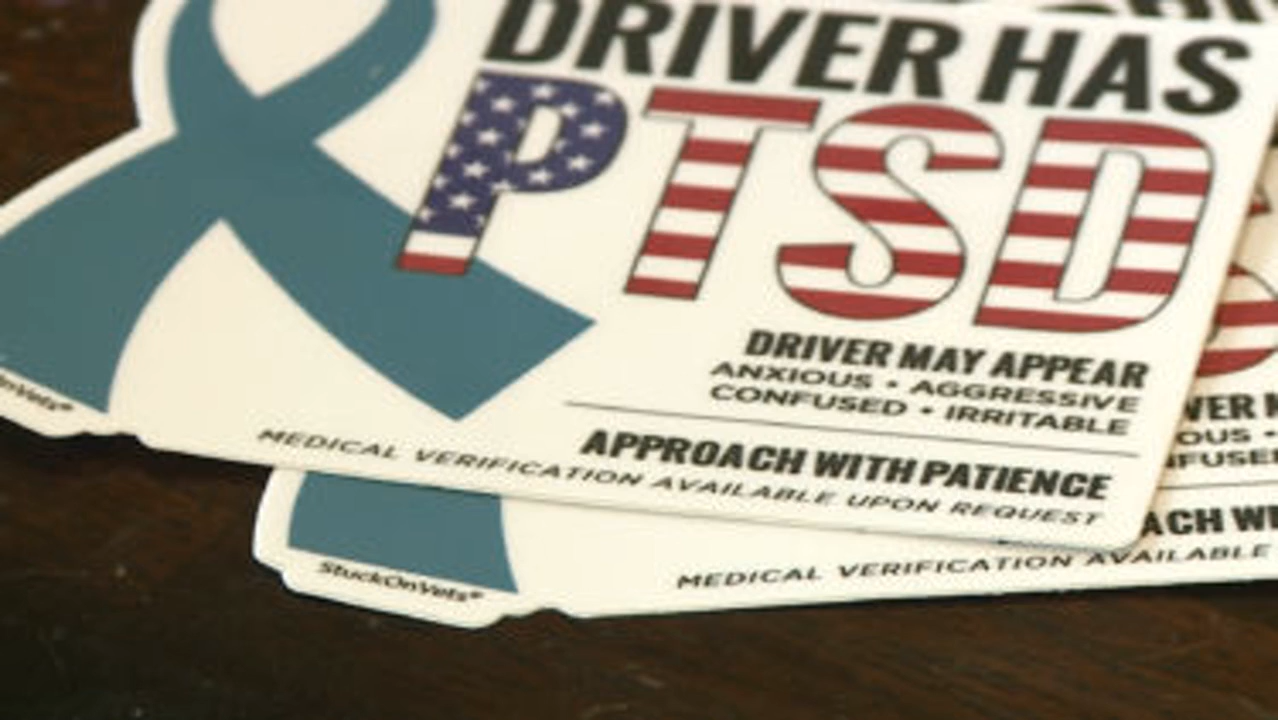 DRIVER HAS
PTSD
DRIVER MAY APPEAR
ANXIOUS • AGGRESSIVE
CONFUSED • IRRITABLE
APPROACH WITH PATIENCE
MEDICAL VERIFICATION AVAILABLE UPON REQUEST
StuckOnVets®
MEDICAL VERIFICATION AVAILABLE